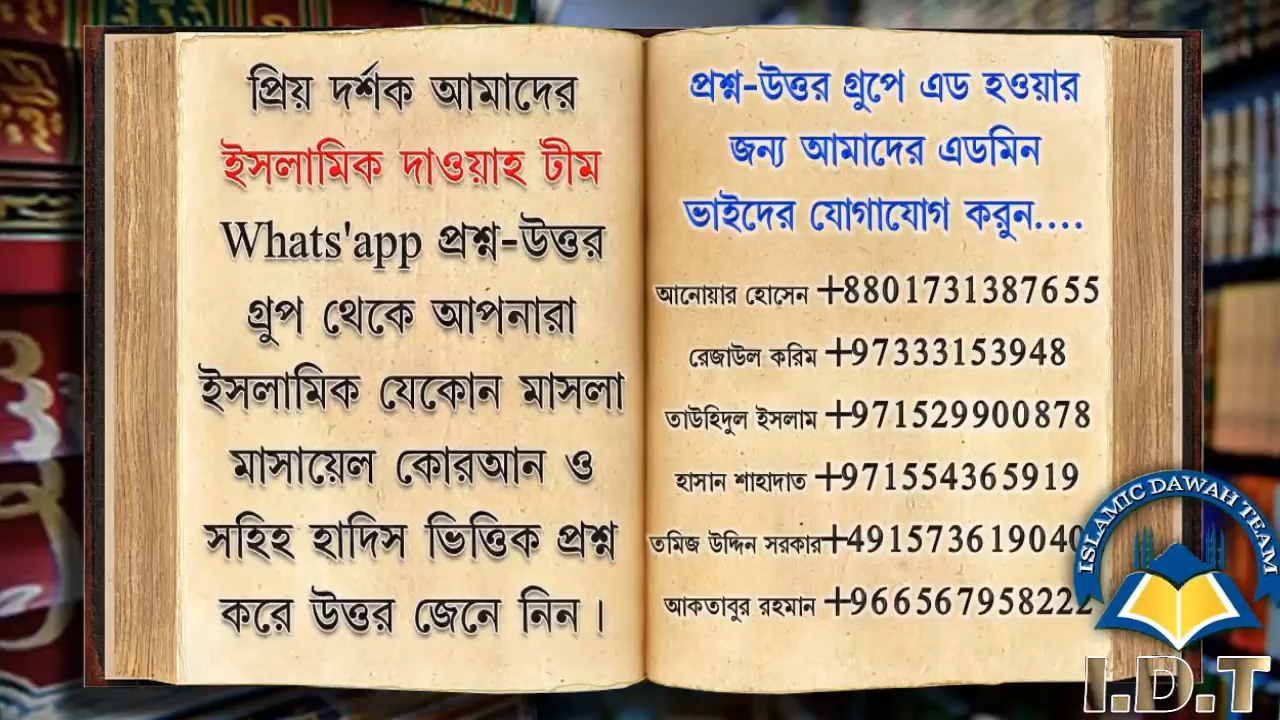 প্রিয় দর্শক আমাদের
ইসলামিক দাওয়াহ টীম
Whats'app প্রশ্ন-উত্তর
গ্রুপ থেকে আপনারা
ইসলামিক যেকোন মাসলা
মাসায়েল কোরআন ও
সহিহ হাদিস ভিত্তিক প্রশ্ন
করে উত্তর জেনে নিন।
প্রশ্ন-উত্তর গ্রুপে এড হওয়ার
জন্য আমাদের এডমিন
ভাইদের যোগাযোগ করুন....
আনোয়ার হোসেন +8801731387655
রেজাউল করিম +97333153948
তাউহিদুল ইসলাম +971529900878
হাসান শাহাদাত +971554365919
তমিজ উদ্দিন সরকার+491573619040
আকতাবুর রহমান +966567958222
ISLAMIC DAWAH TEAM
I.D.T